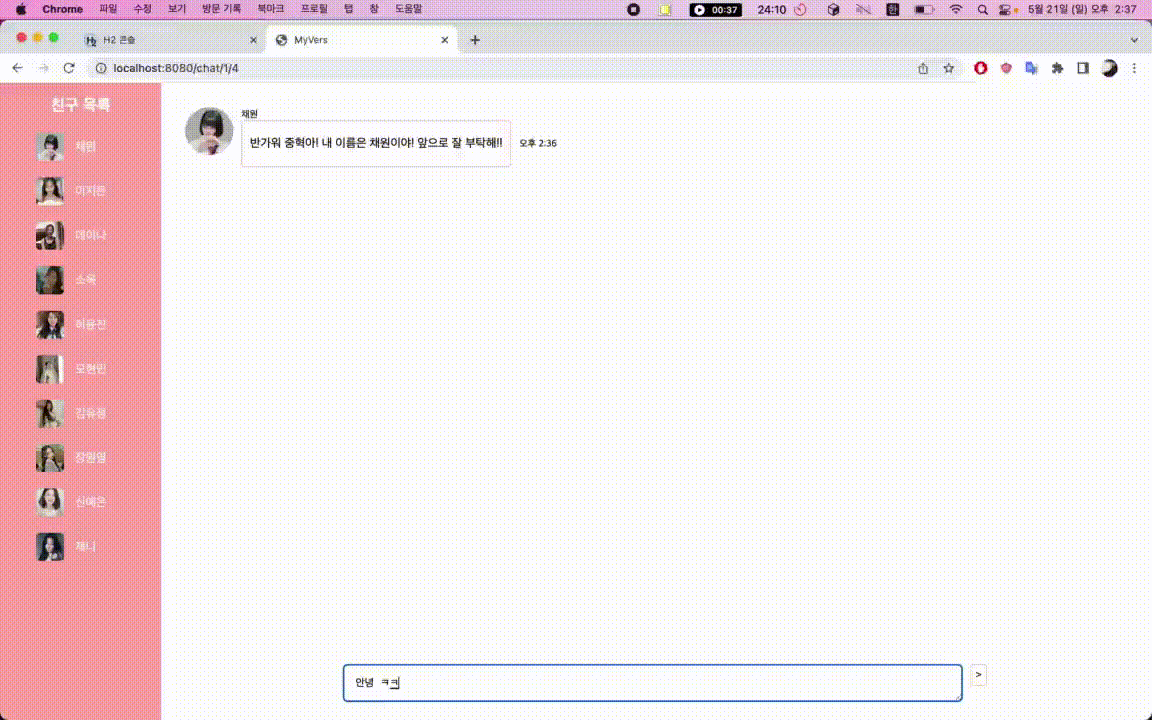 Chrome 파일 수정 보기 방문 기록 북마크 프로필 탭 창 도움말 00:37 24:10 한 5월 21일 (일) 오후 2:37
H2 콘솔
MyVers
localhost:8080/chat/1/4
친구 목록
채원
이지은
데이나
허윤진
모현민
김유정
장원영
신예은
제니
채원
반가워 중혁아! 내 이름은 채원이야! 앞으로 잘 부탁해!!
오후 2:36
안녕 ㅋㅋ
>